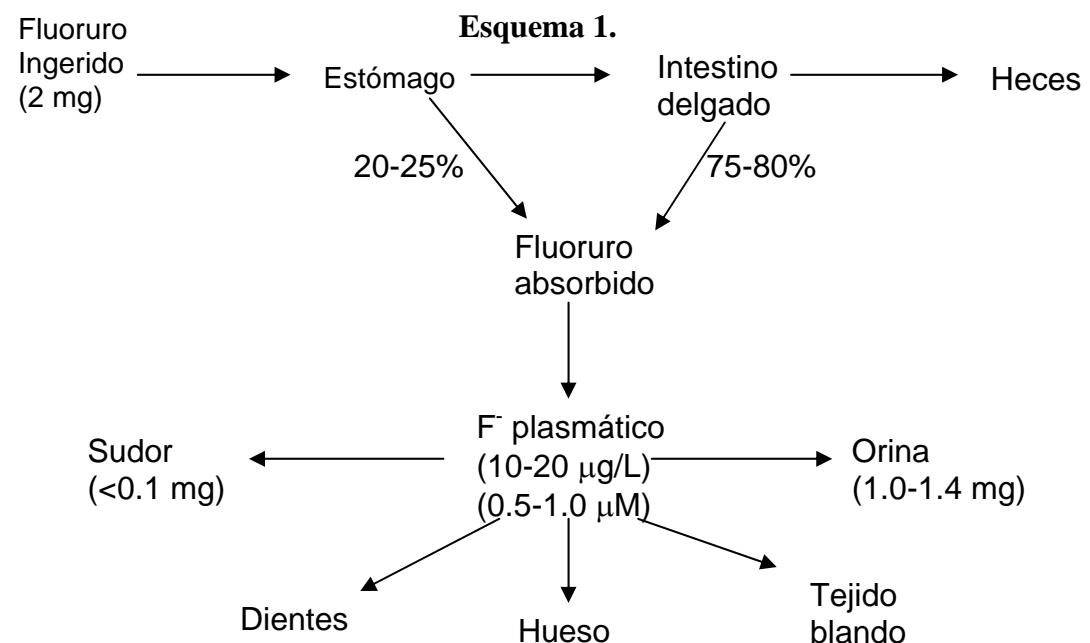 Esquema 1.
Fluoruro
Ingerido
(2 mg)
Estómago
Intestino
delgado
Heces
20-25%
75-80%
Fluoruro
absorbido
Sudor
(<0.1 mg)
F⁻ plasmático
(10-20 μg/L)
(0.5-1.0 μM)
Orina
(1.0-1.4 mg)
Dientes
Hueso
Tejido
blando